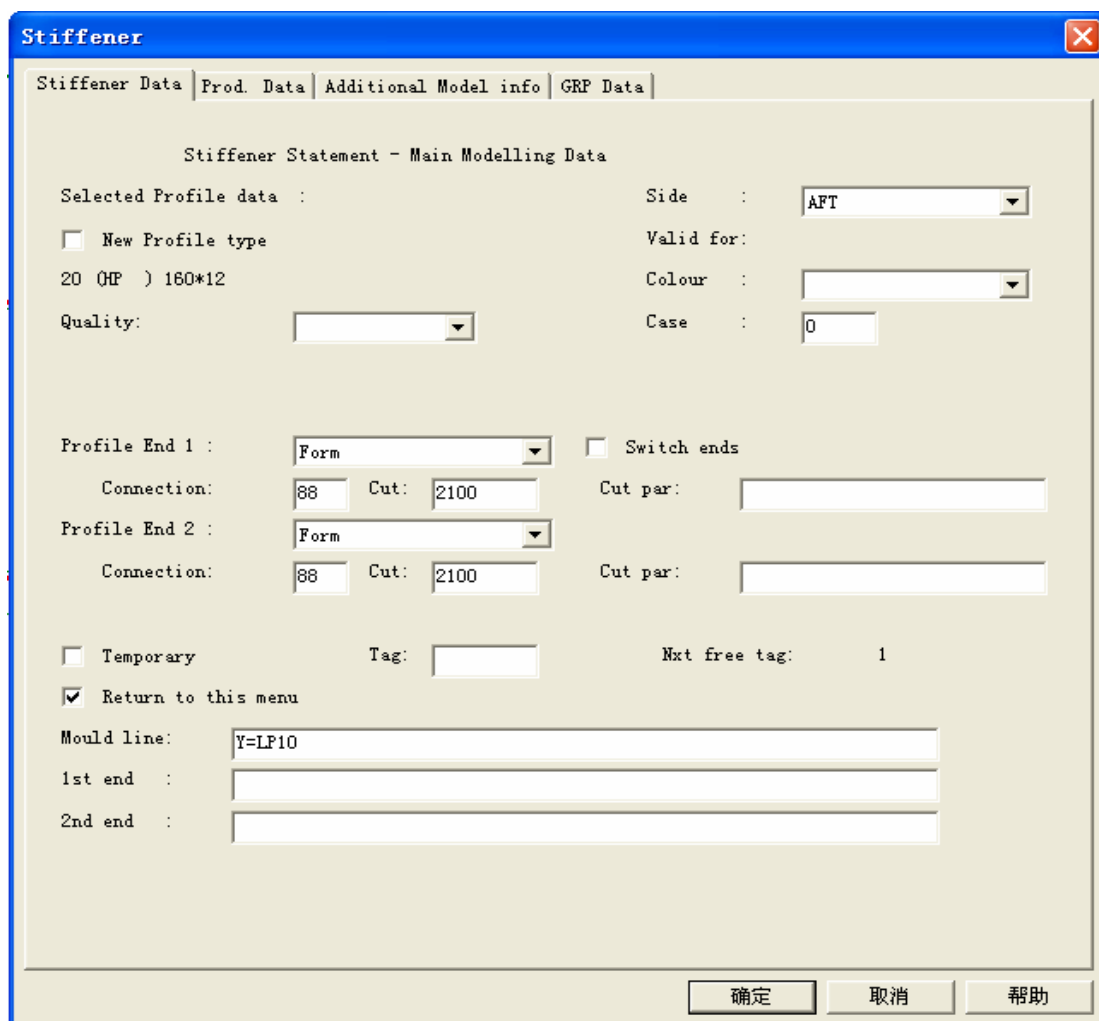 Stiffener
Stiffener Data Prod. Data Additional Model info GRP Data
Stiffener Statement - Main Modelling Data
Selected Profile data : Side : AFT
New Profile type Valid for:
20 (HP ) 160*12 Colour :
Quality: Case : 0
Profile End 1 : Form Switch ends
Connection: 88 Cut: 2100 Cut par:
Profile End 2 : Form
Connection: 88 Cut: 2100 Cut par:
Temporary Tag: Nxt free tag: 1
Return to this menu
Mould line: Y=LP10
1st end :
2nd end :
确定 取消 帮助